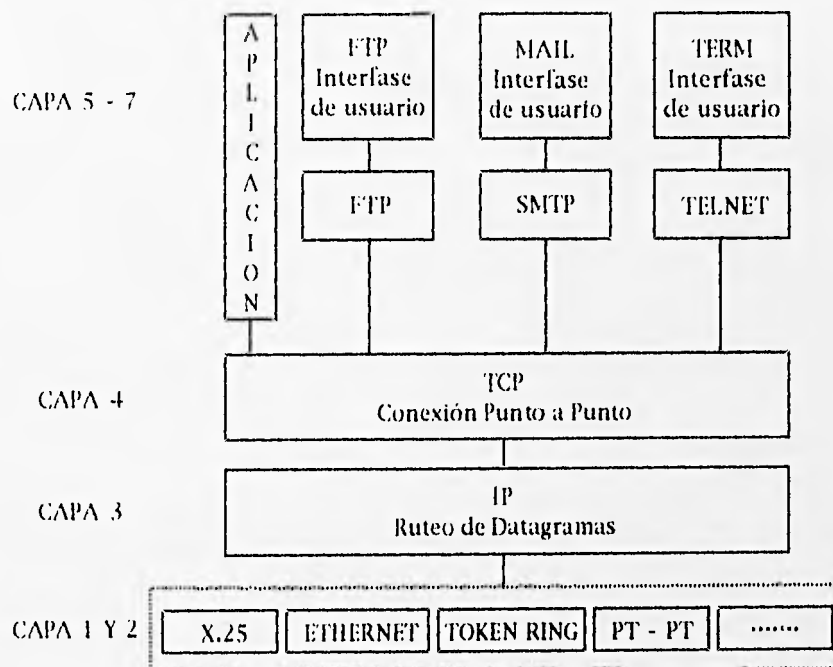 CAPA 5 - 7
APLICACION
FTP
Interfase
de usuario
MAIL
Interfase
de usuario
TERM
Interfase
de usuario
FTP
SMTP
TELNET
CAPA 4
TCP
Conexión Punto a Punto
CAPA 3
IP
Ruteo de Datagramas
CAPA 1 Y 2
X.25
ETHERNET
TOKEN RING
PT - PT
.......